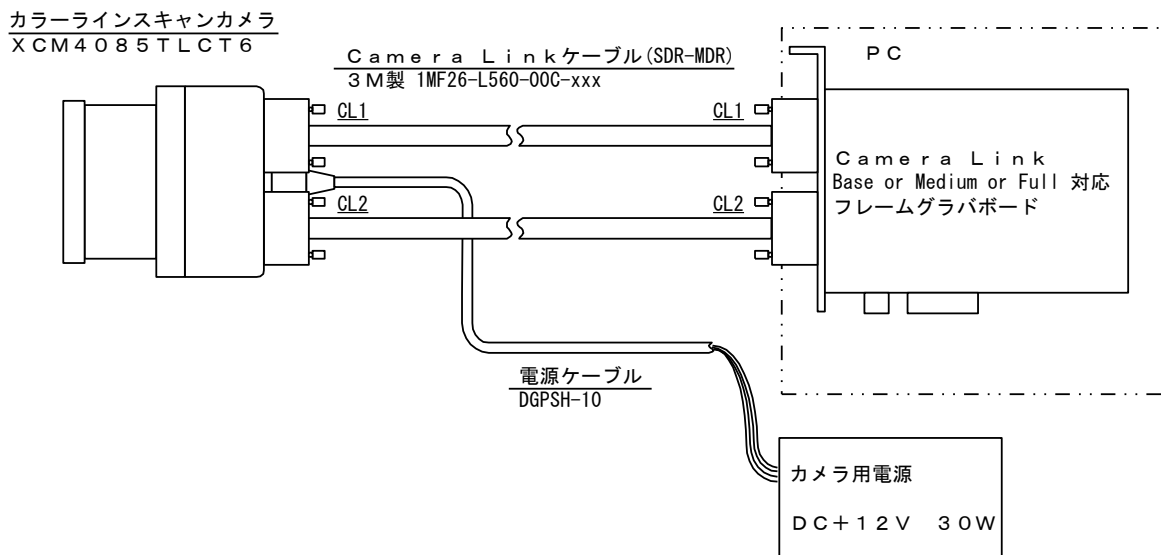 カラーラインスキャンカメラ
XCM4085TLCT6
Camera Linkケーブル(SDR-MDR)
3M製 1MF26-L560-00C-xxx
PC
CL1
CL1
CL2
CL2
Camera Link
Base or Medium or Full 対応
フレームグラバボード
電源ケーブル
DGPSH-10
カメラ用電源
DC+12V 30W